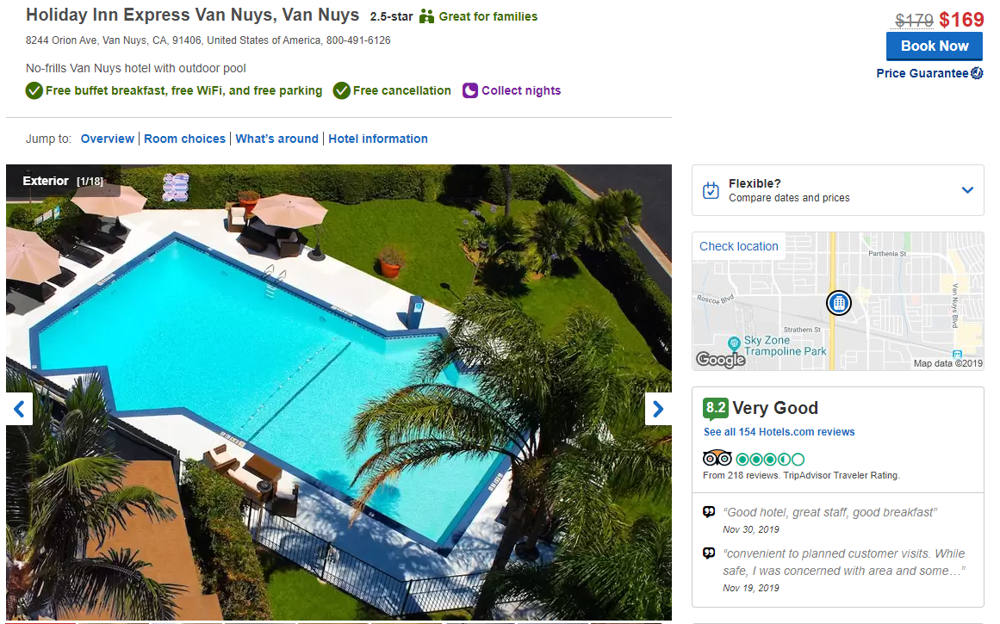 Holiday Inn Express Van Nuys, Van Nuys 2.5-star Great for families
$179 $169
8244 Orion Ave, Van Nuys, CA, 91406, United States of America, 800-491-6126
Book Now
No-frills Van Nuys hotel with outdoor pool
Price Guarantee
Free buffet breakfast, free WiFi, and free parking Free cancellation Collect nights
Jump to: Overview Room choices What's around Hotel information
Exterior [1/18]
Flexible?
Compare dates and prices
Check location
Parthenia St
Roscoe Blvd
Van Nuys Blvd
Strathern St
Sky Zone
Trampoline Park
Google
Map data ©2019
8.2 Very Good
See all 154 Hotels.com reviews
From 218 reviews. TripAdvisor Traveler Rating.
“Good hotel, great staff, good breakfast”
Nov 30, 2019
“convenient to planned customer visits. While
safe, I was concerned with area and some…”
Nov 19, 2019